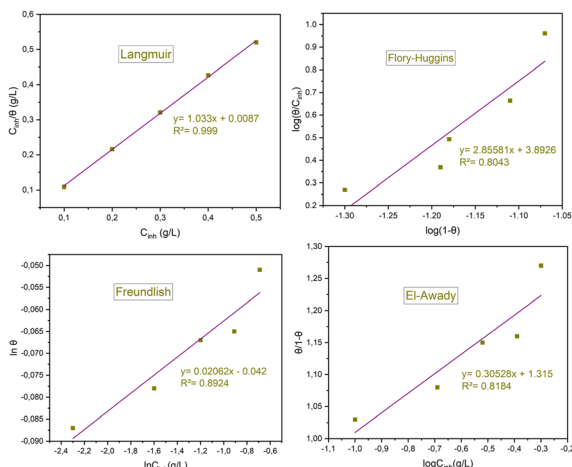 0,6
0,5
0,4
0,3
0,2
0,1
C_inh/θ (g/L)
Langmuir
y= 1.033x + 0.0087
R²= 0.999
0,1 0,2 0,3 0,4 0,5
C_inh (g/L)
1.0
0.9
0.8
0.7
0.6
0.5
0.4
0.3
0.2
log(θ/C_inh)
Flory-Huggins
y= 2.85581x + 3.8926
R²= 0.8043
-1.30 -1.25 -1.20 -1.15 -1.10 -1.05
log(1-θ)
-0,050
-0,055
-0,060
-0,065
-0,070
-0,075
-0,080
-0,085
-0,090
ln θ
Freundlish
y= 0.02062x - 0.042
R²= 0.8924
-2,4 -2,2 -2,0 -1,8 -1,6 -1,4 -1,2 -1,0 -0,8 -0,6
(g/L)
1,30
1,25
1,20
1,15
1,10
1,05
1,00
θ/1-θ
El-Awady
y= 0.30528x + 1.315
R²= 0.8184
-1,1 -1,0 -0,9 -0,8 -0,7 -0,6 -0,5 -0,4 -0,3 -0,2
(g/L)